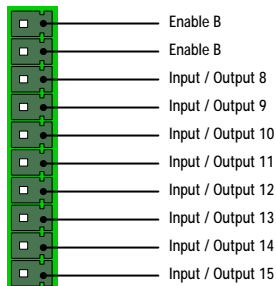 Enable B
Enable B
Input / Output 8
Input / Output 9
Input / Output 10
Input / Output 11
Input / Output 12
Input / Output 13
Input / Output 14
Input / Output 15